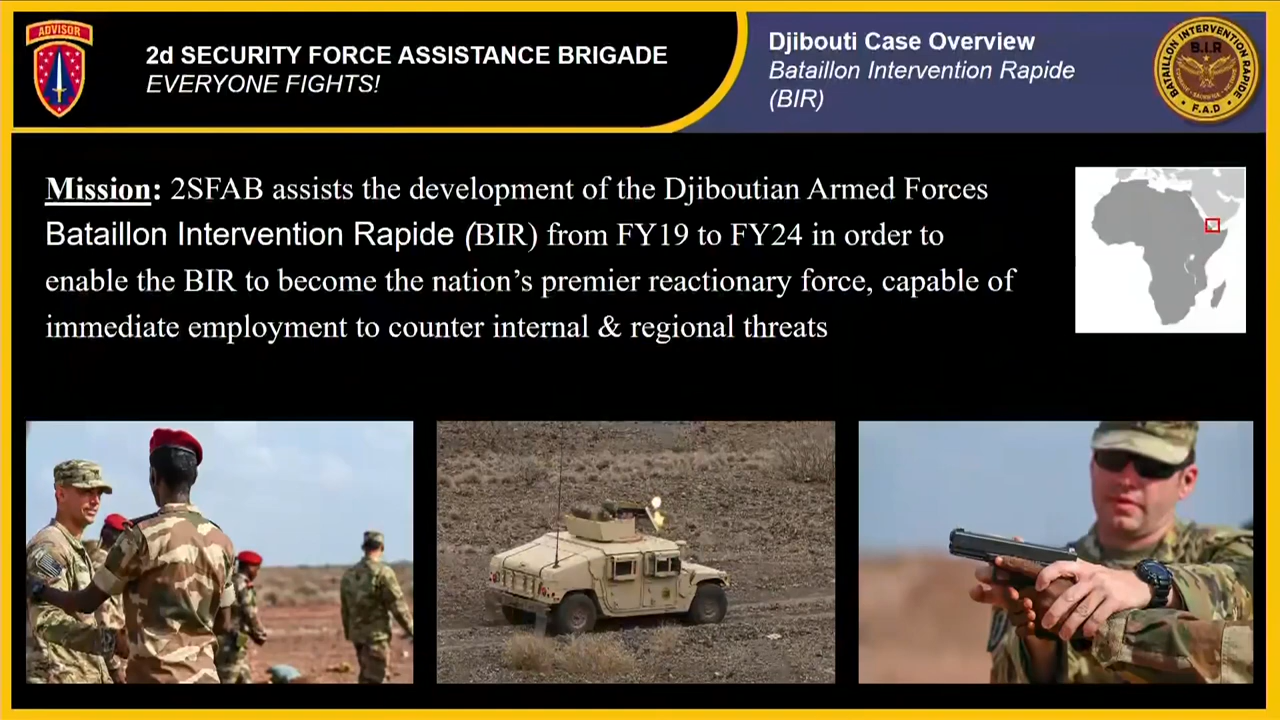 ADVISOR
2d SECURITY FORCE ASSISTANCE BRIGADE
EVERYONE FIGHTS!
Djibouti Case Overview
Bataillon Intervention Rapide
(BIR)
BATAILLON INTERVENTION RAPIDE
B.I.R
F.A.D
Mission: 2SFAB assists the development of the Djiboutian Armed Forces
Bataillon Intervention Rapide (BIR) from FY19 to FY24 in order to
enable the BIR to become the nation’s premier reactionary force, capable of
immediate employment to counter internal & regional threats